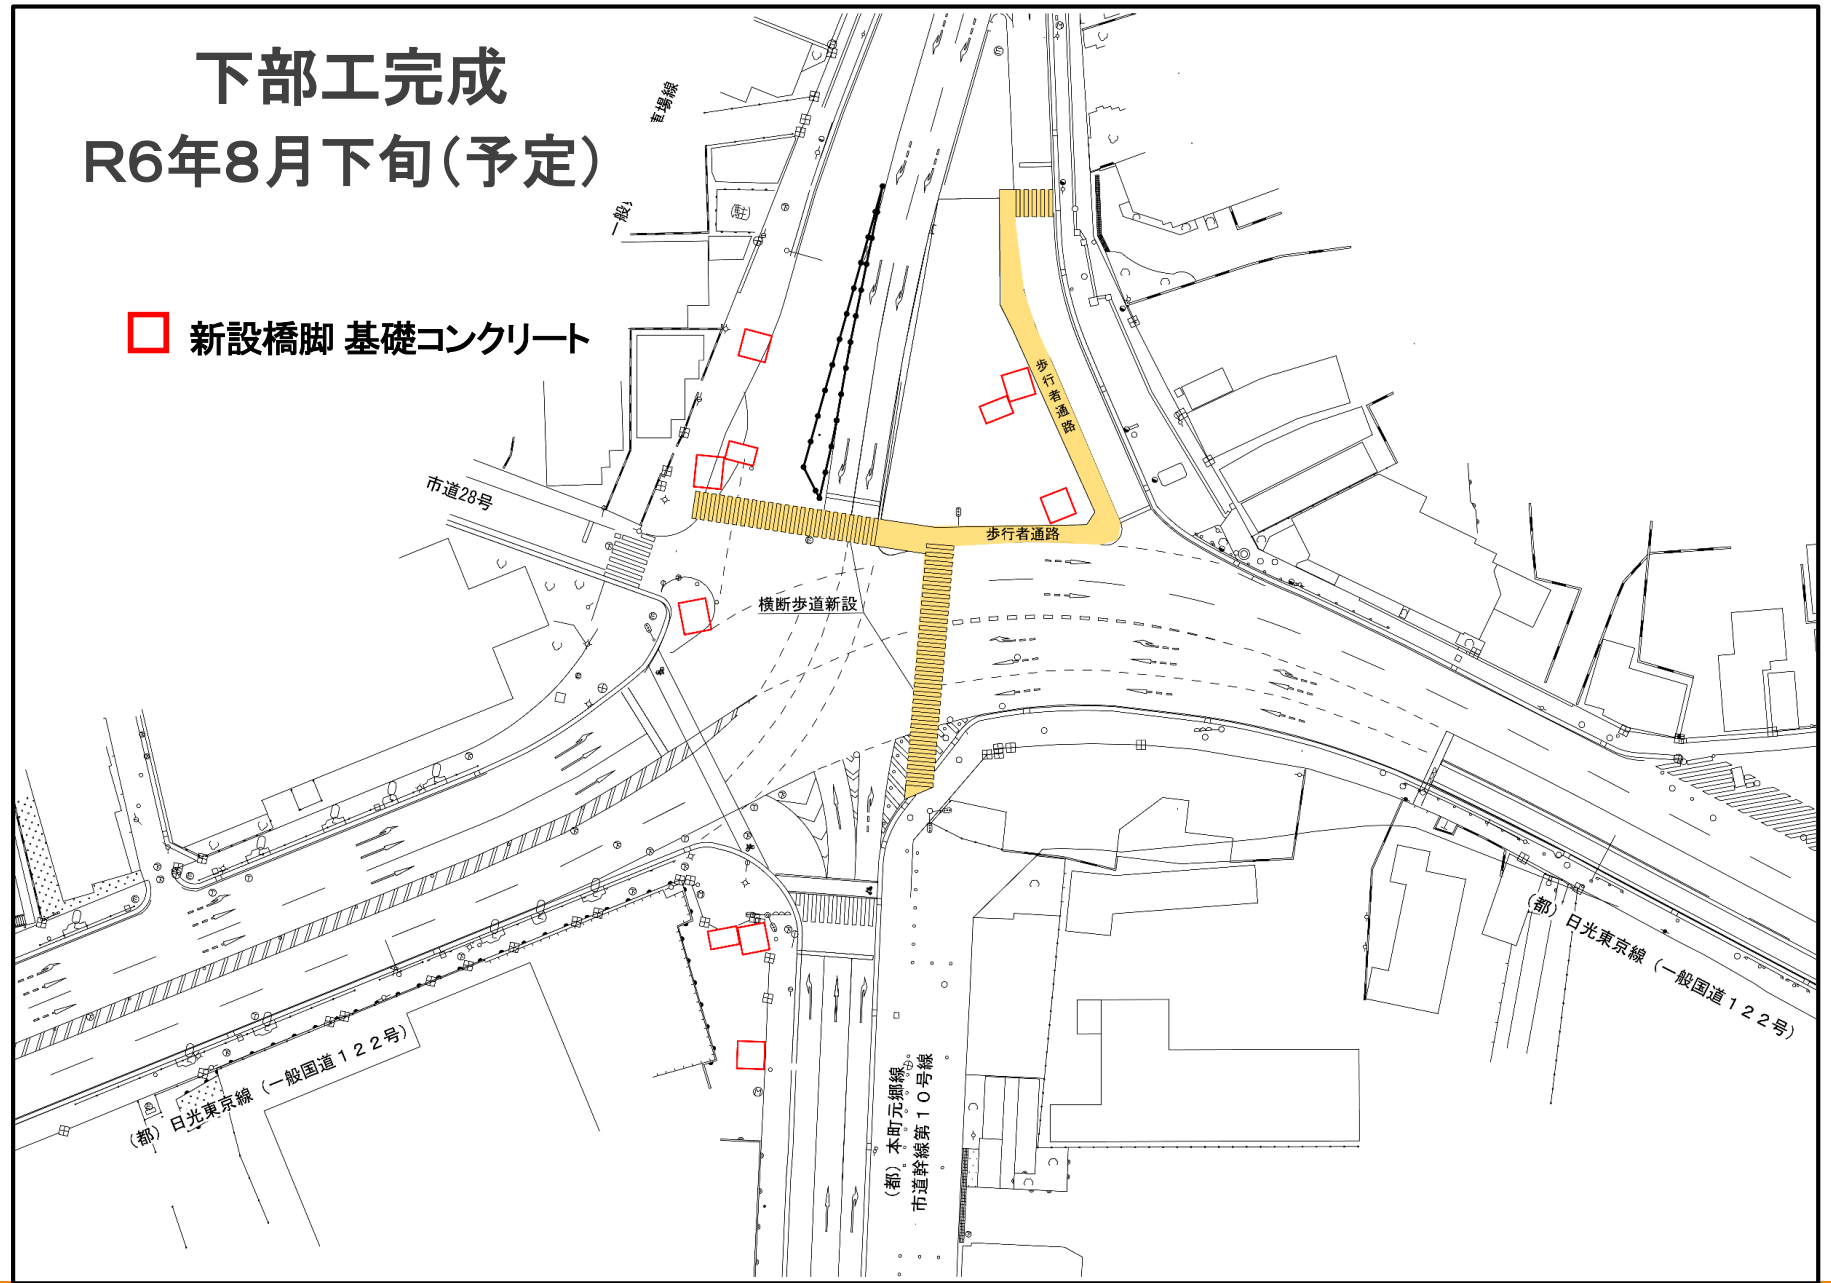 下部工完成
R6年8月下旬(予定)
新設橋脚 基礎コンクリート
市道28号
歩行者通路
歩行者通路
横断歩道新設
(都) 日光東京線 (一般国道122号)
(都) 日光東京線 (一般国道122号)
(都) 本町元郷線
市道幹線第10号線